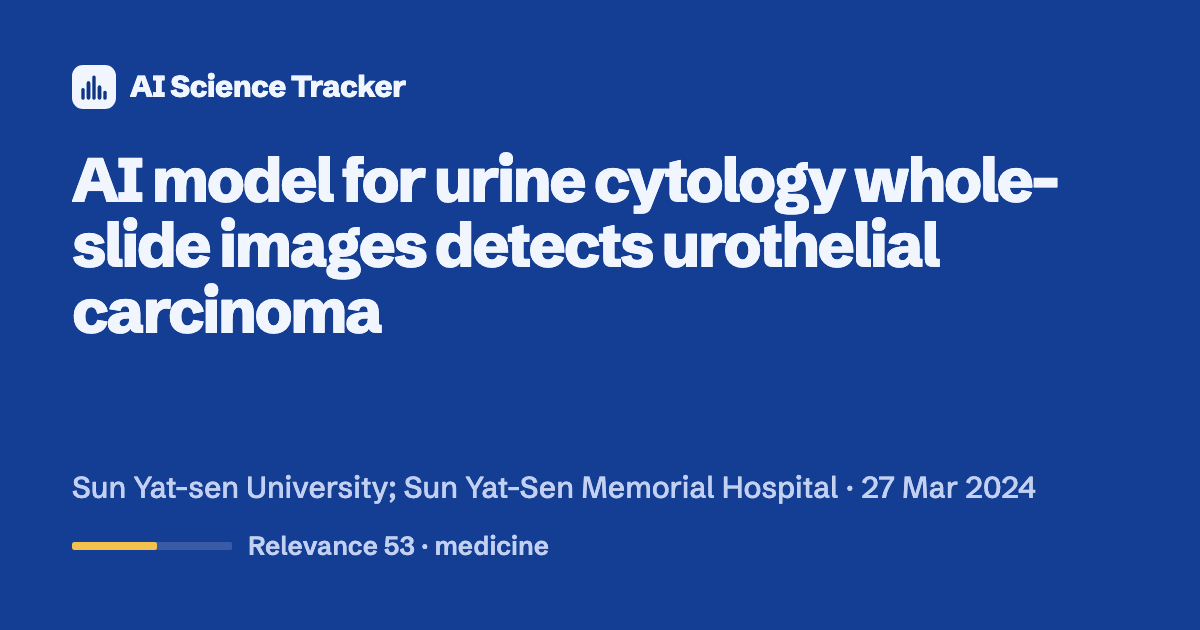 AI Science Tracker
AI model for urine cytology whole-
slide images detects urothelial
carcinoma
Sun Yat-sen University; Sun Yat-Sen Memorial Hospital · 27 Mar 2024
Relevance 53 · medicine